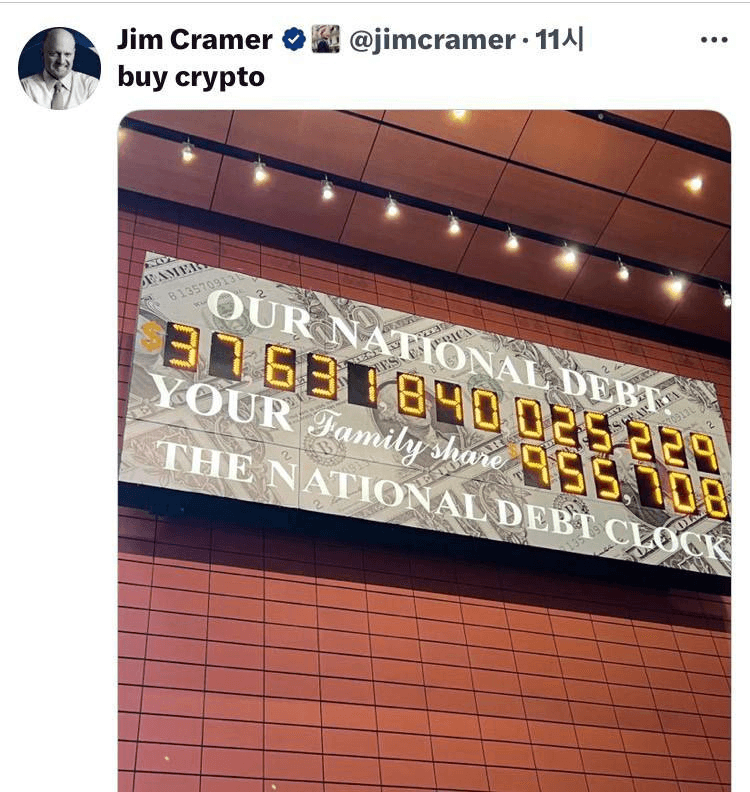 Jim Cramer @jimcramer · 11시
buy crypto
OUR NATIONAL DEBT:
$37 631 840 025 229
YOUR Family share $955,708
THE NATIONAL DEBT CLOCK